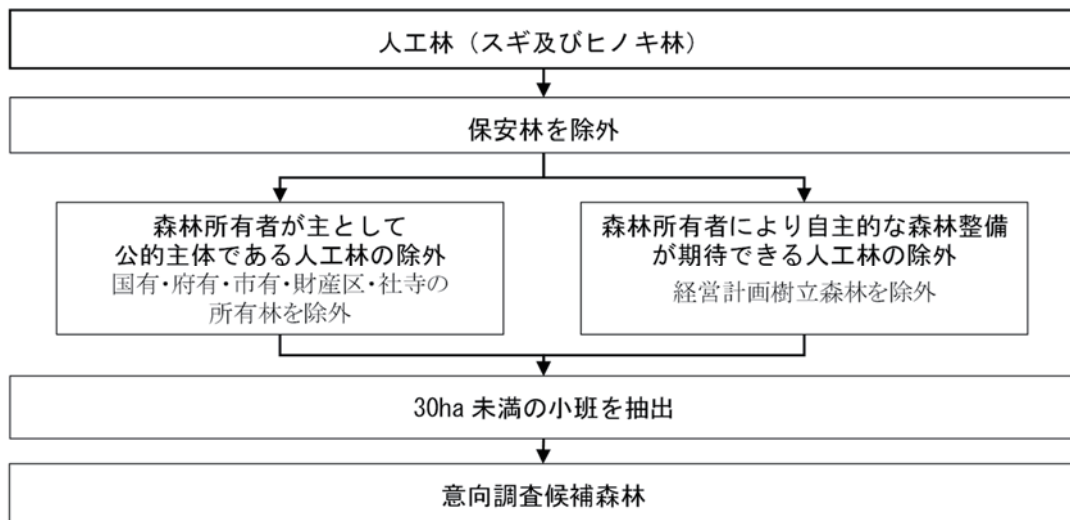 人工林（スギ及びヒノキ林）
保安林を除外
森林所有者が主として
公的主体である人工林の除外
国有・府有・市有・財産区・社寺の
所有林を除外
森林所有者により自主的な森林整備
が期待できる人工林の除外
経営計画樹立森林を除外
30ha 未満の小班を抽出
意向調査候補森林